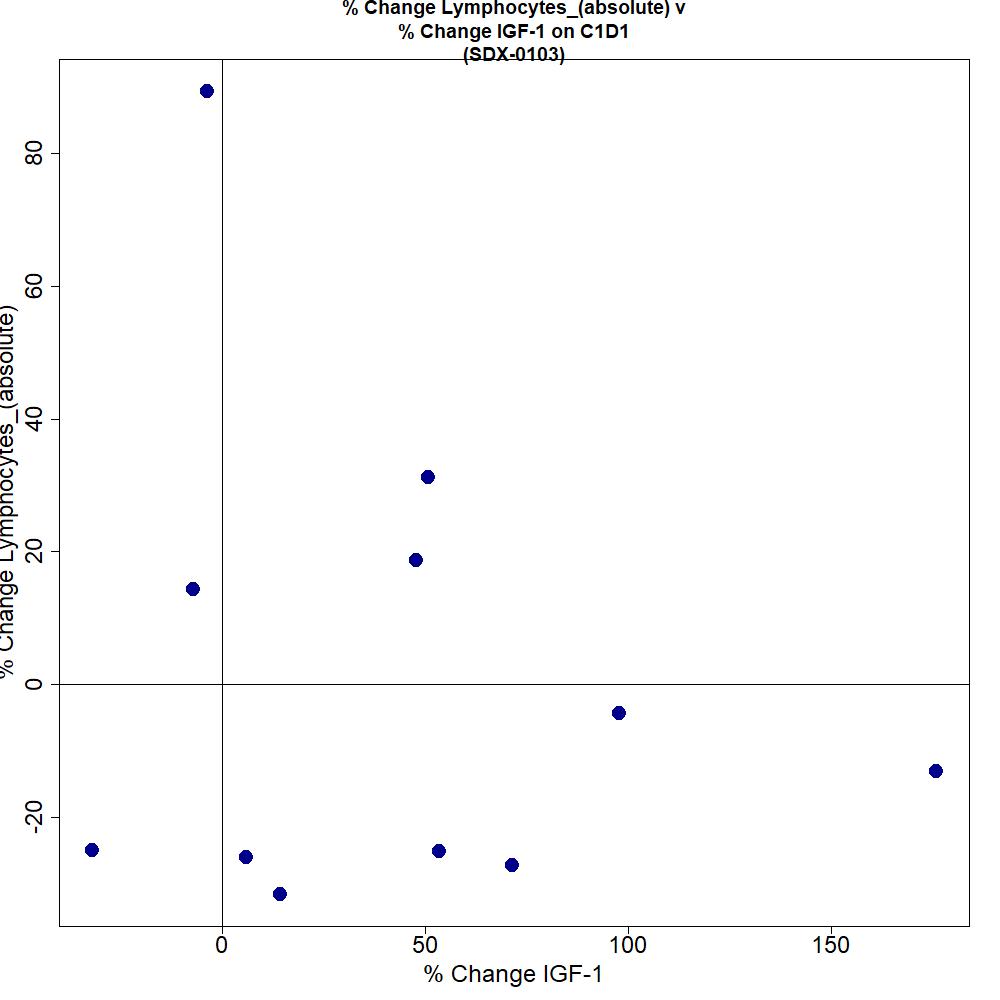 % Change Lymphocytes_(absolute) v
% Change IGF-1 on C1D1
(SDX-0103)
% Change Lymphocytes_(absolute)
80
60
40
20
0
-20
0
50
100
150
% Change IGF-1